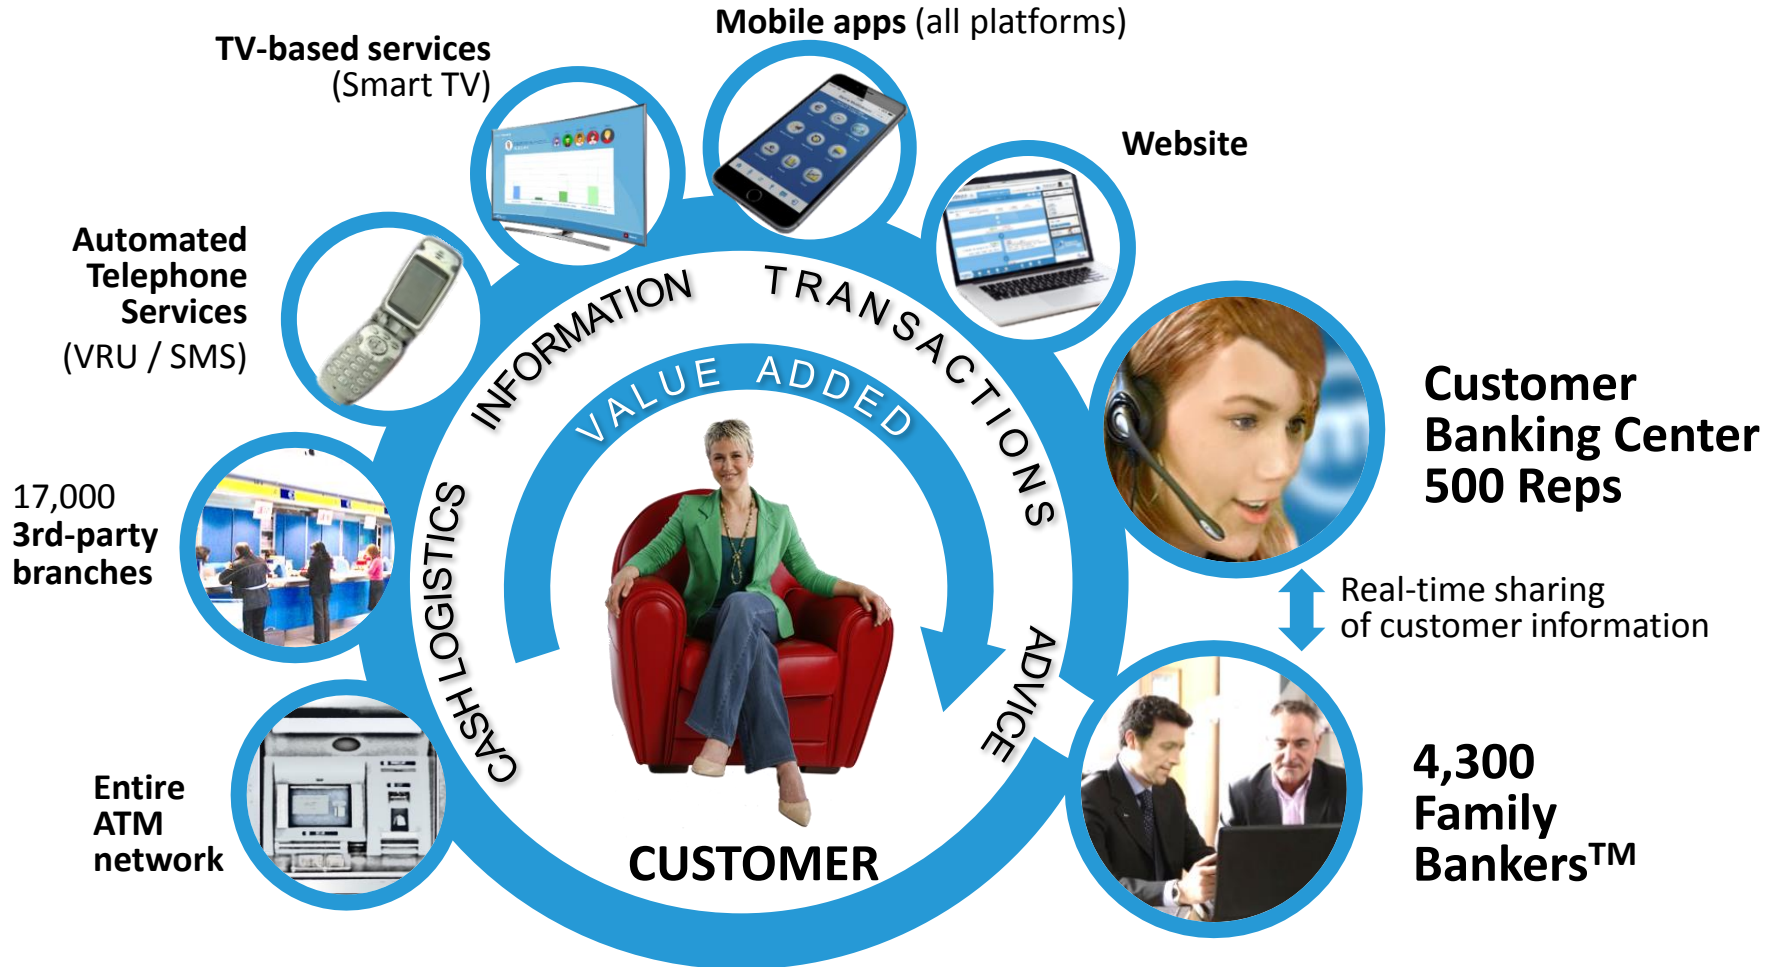 Mobile apps (all platforms)
TV-based services
(Smart TV)
Website
Automated
Telephone
Services
(VRU / SMS)
INFORMATION
TRANSACTIONS
VALUE ADDED
Customer
Banking Center
500 Reps
17,000
3rd-party
branches
CASH LOGISTICS
Real-time sharing
of customer information
ADVICE
Entire
ATM
network
4,300
Family
Bankers™
CUSTOMER